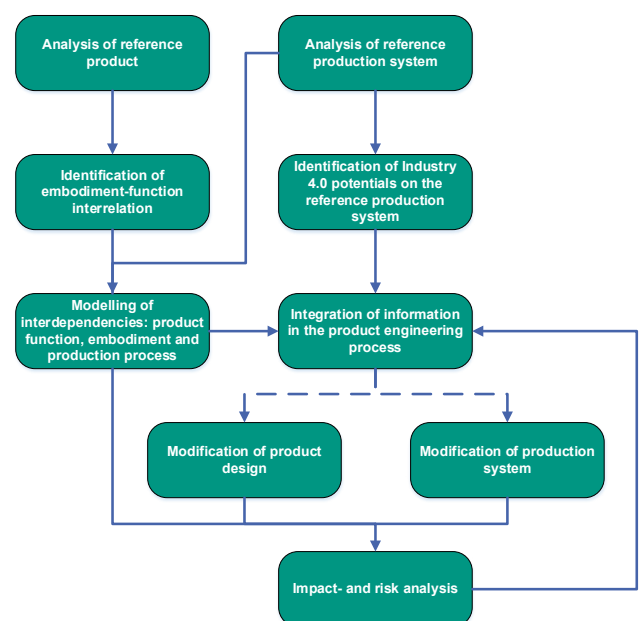 Analysis of reference
product
Analysis of reference
production system
Identification of
embodiment-function
interrelation
Identification of Industry
4.0 potentials on the
reference production
system
Modelling of
interdependencies: product
function, embodiment and
production process
Integration of information
in the product engineering
process
Modification of product
design
Modification of production
system
Impact- and risk analysis